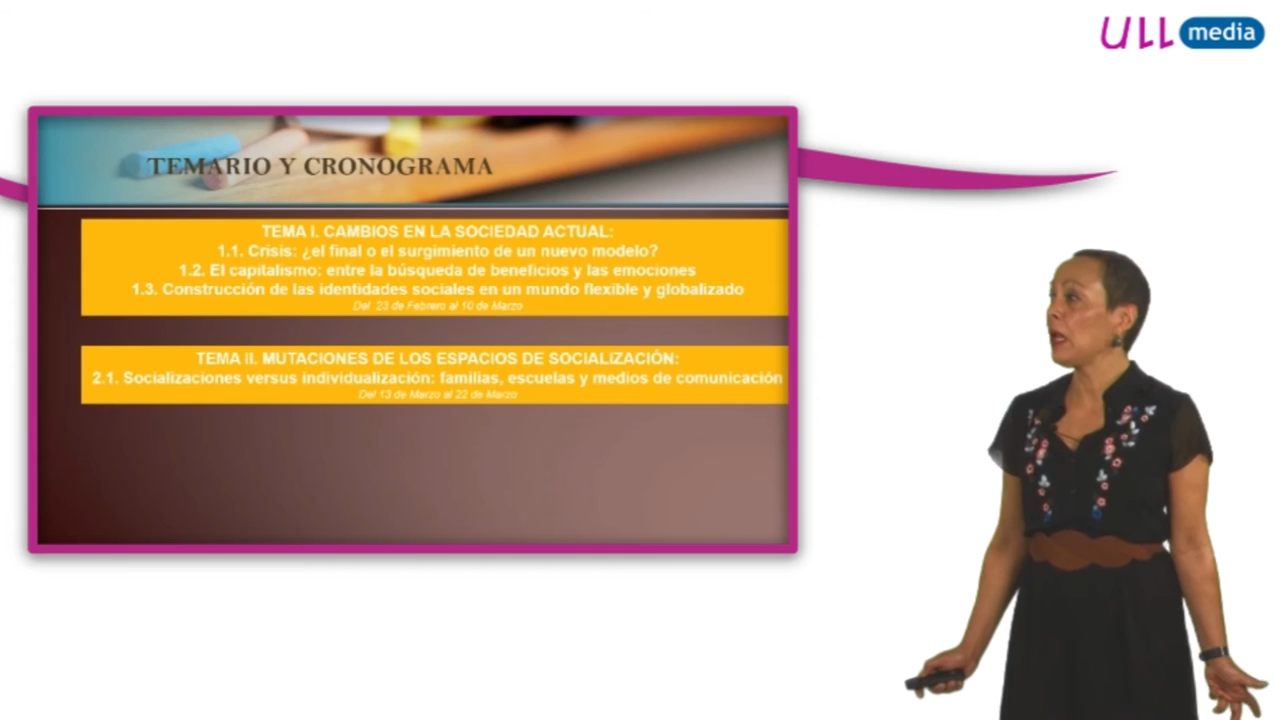 ULL media
TEMARIO Y CRONOGRAMA
TEMA I. CAMBIOS EN LA SOCIEDAD ACTUAL:
1.1. Crisis: ¿el final o el surgimiento de un nuevo modelo?
1.2. El capitalismo: entre la búsqueda de beneficios y las emociones
1.3. Construcción de las identidades sociales en un mundo flexible y globalizado
Del 23 de Febrero al 10 de Marzo
TEMA II. MUTACIONES DE LOS ESPACIOS DE SOCIALIZACIÓN:
2.1. Socializaciones versus individualización: familias, escuelas y medios de comunicación
Del 13 de Marzo al 22 de Marzo